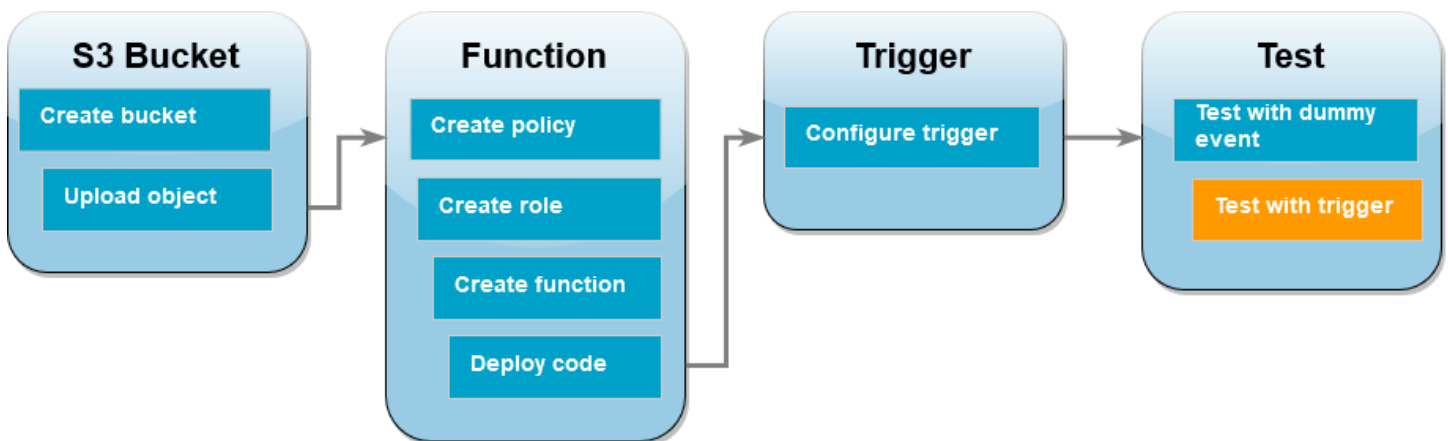 S3 Bucket
Create bucket
Upload object
Function
Create policy
Create role
Create function
Deploy code
Trigger
Configure trigger
Test
Test with dummy
event
Test with trigger